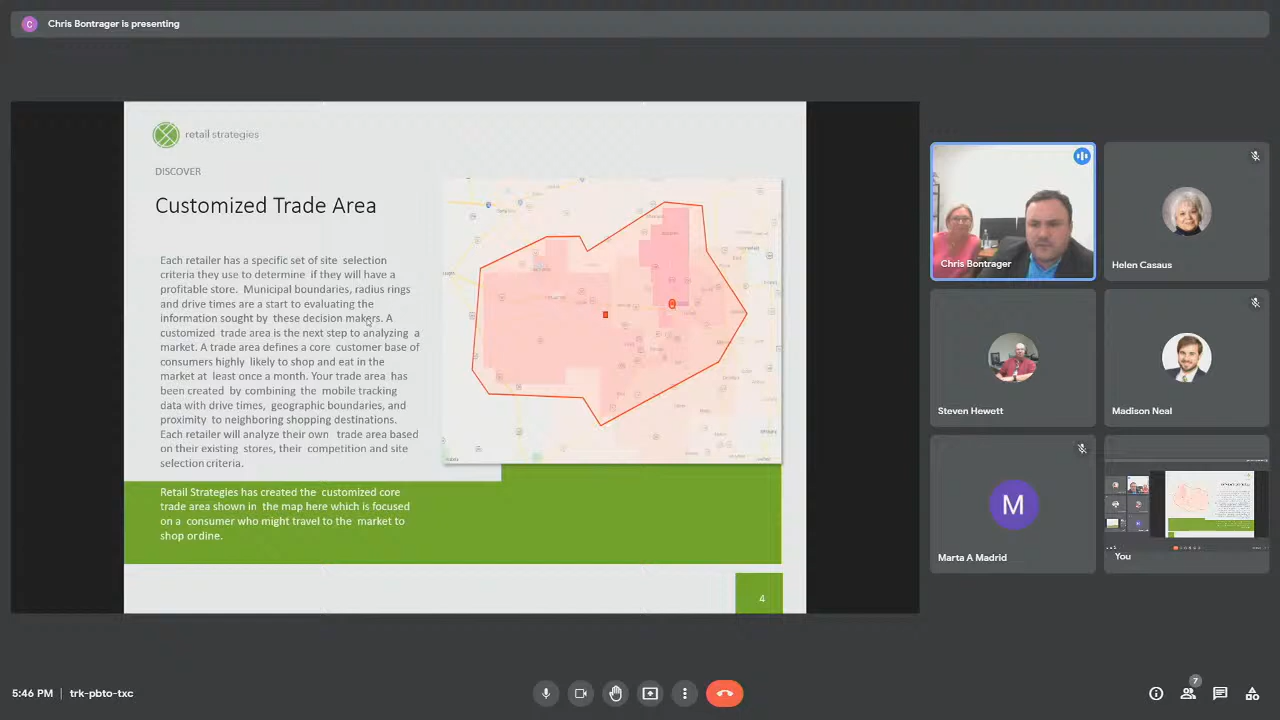 C
Chris Bontrager is presenting
retail strategies
DISCOVER
Customized Trade Area
Each retailer has a specific set of site selection
criteria they use to determine if they will have a
profitable store. Municipal boundaries, radius rings
and drive times are a start to evaluating the
information sought by these decision makers. A
customized trade area is the next step to analyzing a
market. A trade area defines a core customer base of
consumers highly likely to shop and eat in the
market at least once a month. Your trade area has
been created by combining the mobile tracking
data with drive times, geographic boundaries, and
proximity to neighboring shopping destinations.
Each retailer will analyze their own trade area based
on their existing stores, their competition and site
selection criteria.
Retail Strategies has created the customized core
trade area shown in the map here which is focused
on a consumer who might travel to the market to
shop ordine.
4
Chris Bontrager
Helen Casaus
Steven Hewett
Madison Neal
M
Marta A Madrid
You
5:46 PM | trk-pbto-txc
7